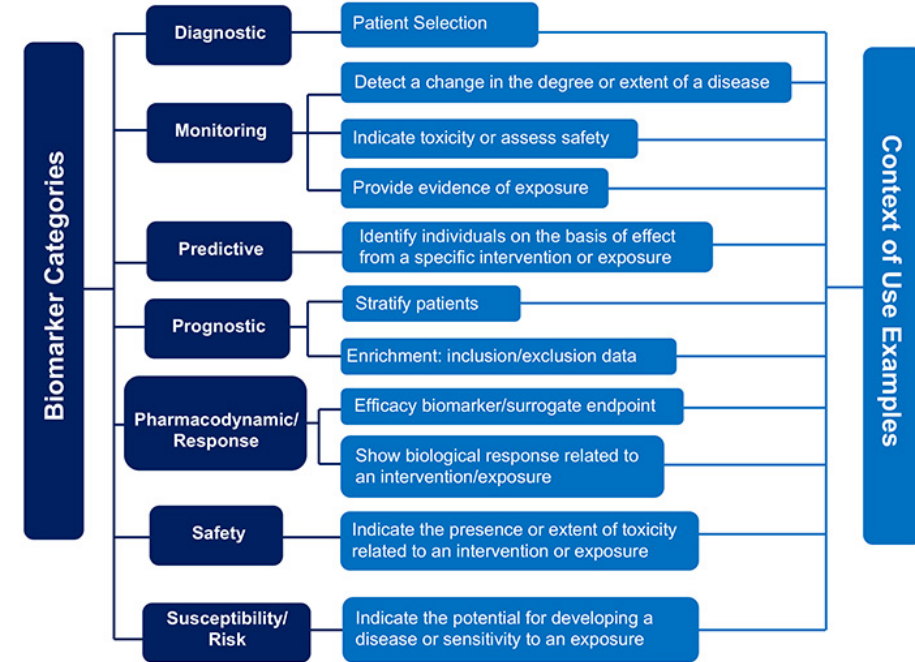 Biomarker Categories
Diagnostic
Patient Selection
Monitoring
Detect a change in the degree or extent of a disease
Indicate toxicity or assess safety
Provide evidence of exposure
Predictive
Identify individuals on the basis of effect
from a specific intervention or exposure
Prognostic
Stratify patients
Enrichment: inclusion/exclusion data
Pharmacodynamic/
Response
Efficacy biomarker/surrogate endpoint
Show biological response related to
an intervention/exposure
Safety
Indicate the presence or extent of toxicity
related to an intervention or exposure
Susceptibility/
Risk
Indicate the potential for developing a
disease or sensitivity to an exposure
Context of Use Examples